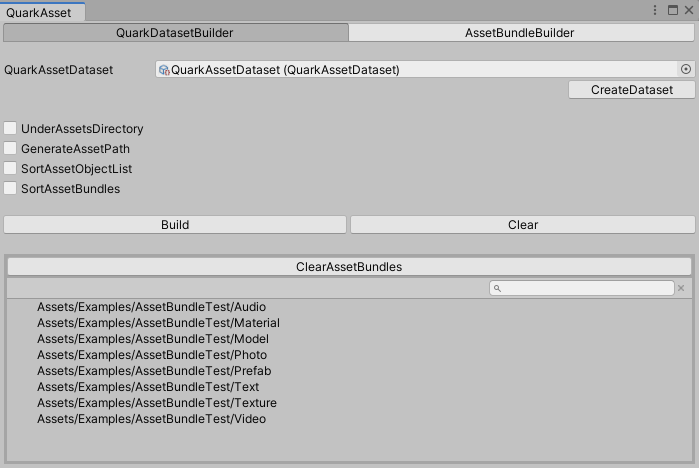 QuarkAsset
QuarkDatasetBuilder AssetBundleBuilder
QuarkAssetDataset QuarkAssetDataset (QuarkAssetDataset)
CreateDataset
UnderAssetsDirectory
GenerateAssetPath
SortAssetObjectList
SortAssetBundles
Build Clear
ClearAssetBundles
Assets/Examples/AssetBundleTest/Audio
Assets/Examples/AssetBundleTest/Material
Assets/Examples/AssetBundleTest/Model
Assets/Examples/AssetBundleTest/Photo
Assets/Examples/AssetBundleTest/Prefab
Assets/Examples/AssetBundleTest/Text
Assets/Examples/AssetBundleTest/Texture
Assets/Examples/AssetBundleTest/Video